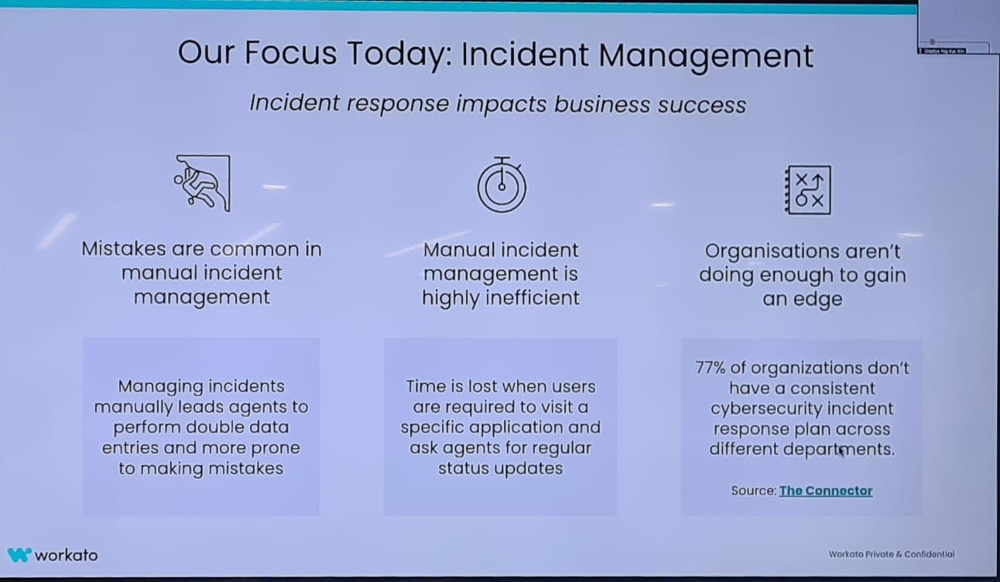 Our Focus Today: Incident Management
Incident response impacts business success
Mistakes are common in
manual incident
management
Managing incidents
manually leads agents to
perform double data
entries and more prone
to making mistakes
Manual incident
management is
highly inefficient
Time is lost when users
are required to visit a
specific application and
ask agents for regular
status updates
Organisations aren't
doing enough to gain
an edge
77% of organizations don't
have a consistent
cybersecurity incident
response plan across
different departments.
Source: The Connector
workato
Workato Private & Confidential